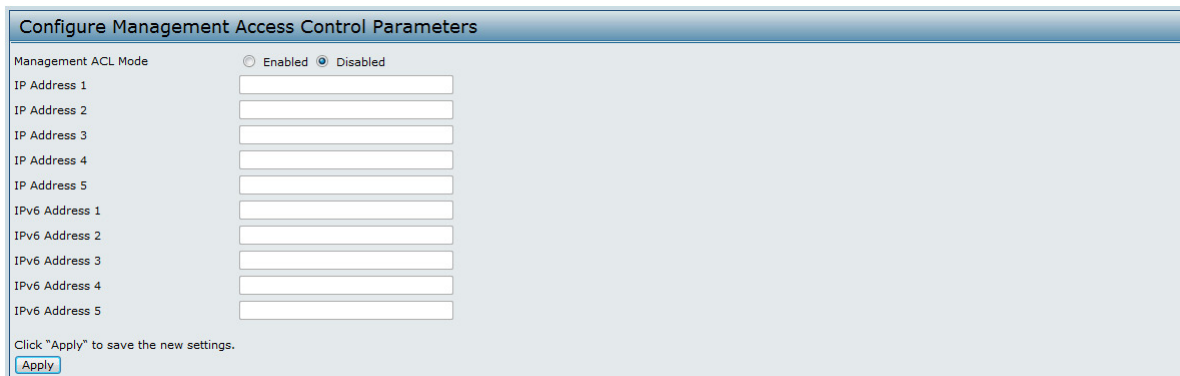 Configure Management Access Control Parameters
Management ACL Mode Enabled Disabled
IP Address 1
IP Address 2
IP Address 3
IP Address 4
IP Address 5
IPv6 Address 1
IPv6 Address 2
IPv6 Address 3
IPv6 Address 4
IPv6 Address 5
Click "Apply" to save the new settings.
Apply